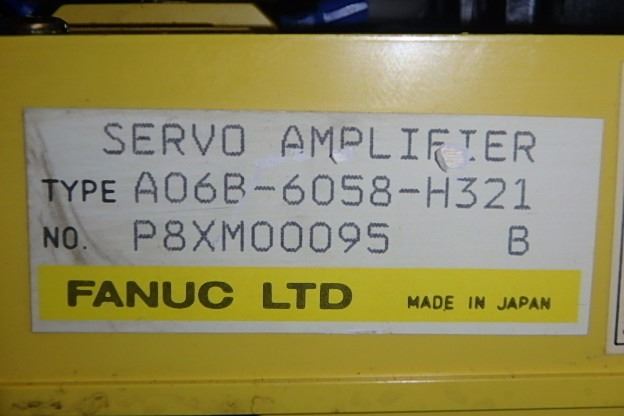 SERVO AMPLIFIER
TYPE A06B-6058-H321
NO. P8XM00095 B
FANUC LTD MADE IN JAPAN